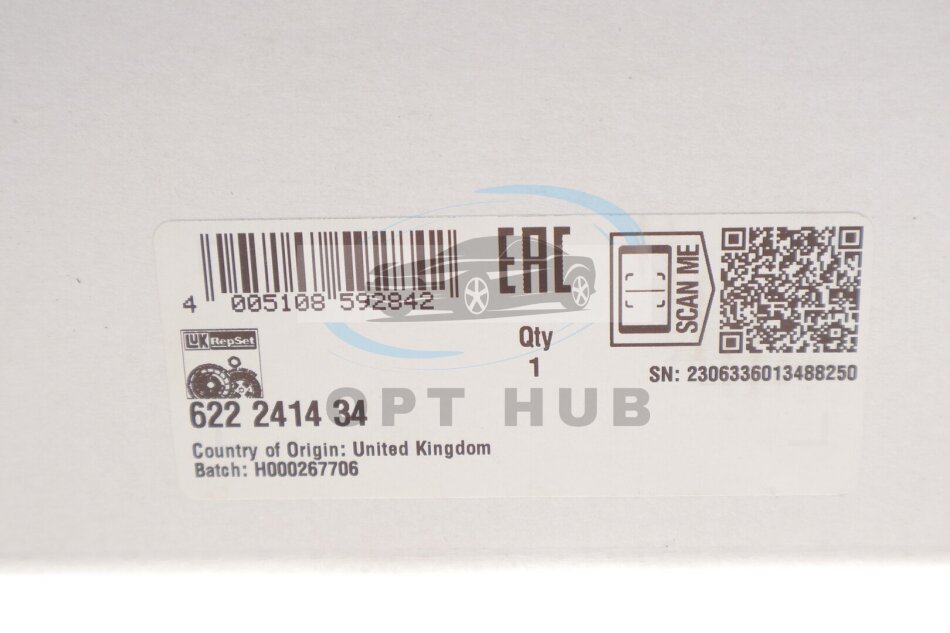 EAC
SCAN ME
4 005108 592842
LUK RepSet
Qty
1
SN: 2306336013488250
622 2414 34
OPT HUB
Country of Origin: United Kingdom
Batch: H000267706